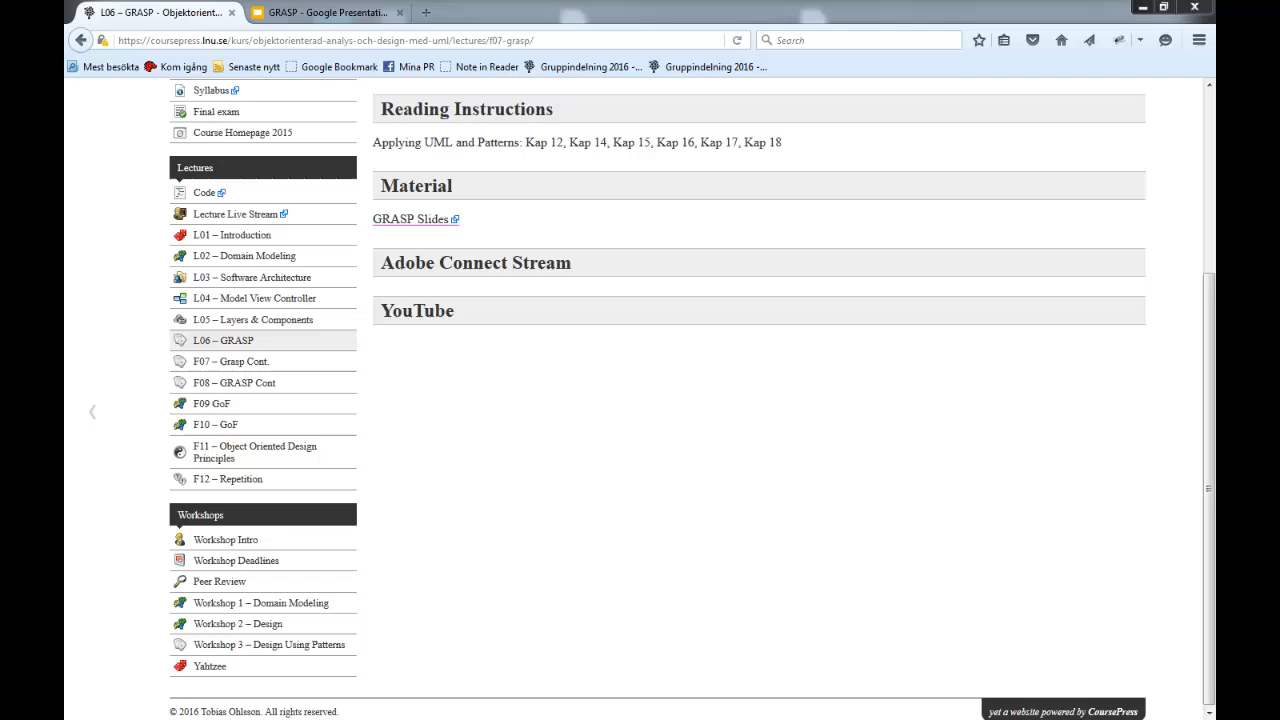 L06 – GRASP - Objektorient...
GRASP - Google Presentati...
https://coursepress.lnu.se/kurs/objektorienterad-analys-och-design-med-uml/lectures/f07-grasp/
Search
Mest besökta
Kom igång
Senaste nytt
Google Bookmark
Mina PR
Note in Reader
Gruppindelning 2016 -...
Gruppindelning 2016 -...
Syllabus
Final exam
Course Homepage 2015
Lectures
Code
Lecture Live Stream
L01 – Introduction
L02 – Domain Modeling
L03 – Software Architecture
L04 – Model View Controller
L05 – Layers & Components
L06 – GRASP
F07 – Grasp Cont.
F08 – GRASP Cont
F09 GoF
F10 – GoF
F11 – Object Oriented Design
Principles
F12 – Repetition
Workshops
Workshop Intro
Workshop Deadlines
Peer Review
Workshop 1 – Domain Modeling
Workshop 2 – Design
Workshop 3 – Design Using Patterns
Yahtzee
Reading Instructions
Applying UML and Patterns: Kap 12, Kap 14, Kap 15, Kap 16, Kap 17, Kap 18
Material
GRASP Slides
Adobe Connect Stream
YouTube
© 2016 Tobias Ohlsson. All rights reserved.
yet a website powered by CoursePress